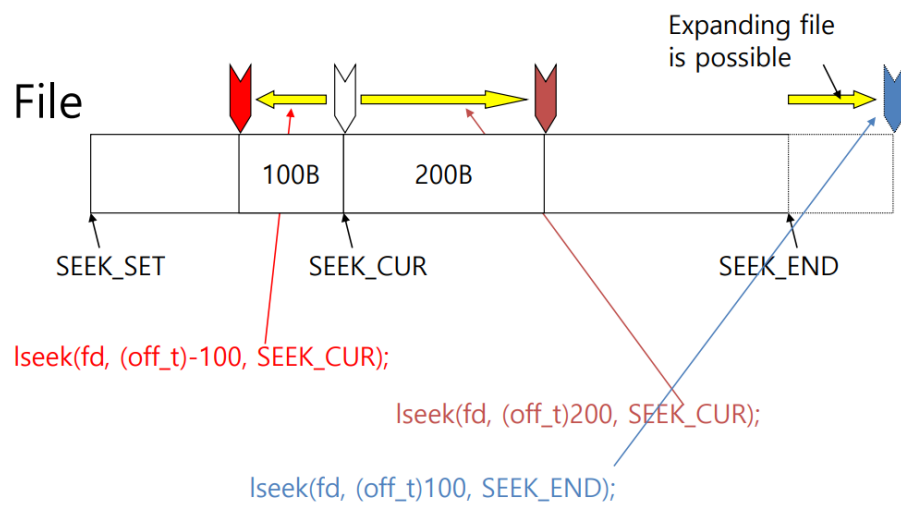 Expanding file
is possible
File
100B
200B
SEEK_SET
SEEK_CUR
SEEK_END
lseek(fd, (off_t)-100, SEEK_CUR);
lseek(fd, (off_t)200, SEEK_CUR);
lseek(fd, (off_t)100, SEEK_END);